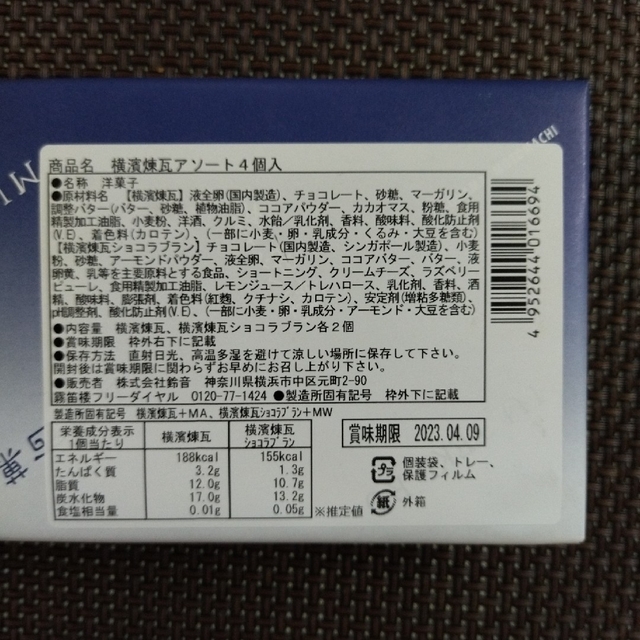 商品名 横濱煉瓦アソート4個入
●名称 洋菓子
●原材料名 【横濱煉瓦】液全卵(国内製造)、チョコレート、砂糖、マーガリン、
調整バター(バター、砂糖、植物油脂)、ココアパウダー、カカオマス、粉糖、食用
精製加工油脂、小麦粉、洋酒、クルミ、水飴/乳化剤、香料、酸味料、酸化防止剤
(V.E)、着色料(カロテン)、(一部に小麦・卵・乳成分・くるみ・大豆を含む)
【横濱煉瓦ショコラブラン】チョコレート(国内製造、シンガポール製造)、小麦
粉、砂糖、アーモンドパウダー、液全卵、マーガリン、ココアバター、バター、液
卵黄、乳等を主要原料とする食品、ショートニング、クリームチーズ、ラズベリー
ピューレ、食用精製加工油脂、レモンジュース/トレハロース、乳化剤、香料、酒
精、酸味料、膨張剤、着色料(紅麹、クチナシ、カロテン)、安定剤(増粘多糖類)、
pH調整剤、酸化防止剤(V.E)、(一部に小麦・卵・乳成分・アーモンド・大豆を含む)
●内容量 横濱煉瓦、横濱煉瓦ショコラブラン各2個
●賞味期限 枠外右下に記載
●保存方法 直射日光、高温多湿を避けて涼しい場所に保存して下さい。
開封後は賞味期限に関わらずお早めにお召し上がり下さい。
●販売者 株式会社鈴音 神奈川県横浜市中区元町2-90
霧笛楼フリーダイヤル 0120-77-1424 ●製造所固有記号 枠外下に記載
製造所固有記号 横濱煉瓦+MA、横濱煉瓦ショコラブラン+MW
栄養成分表示 1個当たり 横濱煉瓦 横濱煉瓦ショコラブラン
エネルギー 188kcal 155kcal
たんぱく質 3.2g 1.3g
脂質 12.0g 10.7g
炭水化物 17.0g 13.2g
食塩相当量 0.01g 0.05g
※推定値
賞味期限 2023.04.09
プラ 個装袋、トレー、
保護フィルム
紙 外箱
4 952644 016694